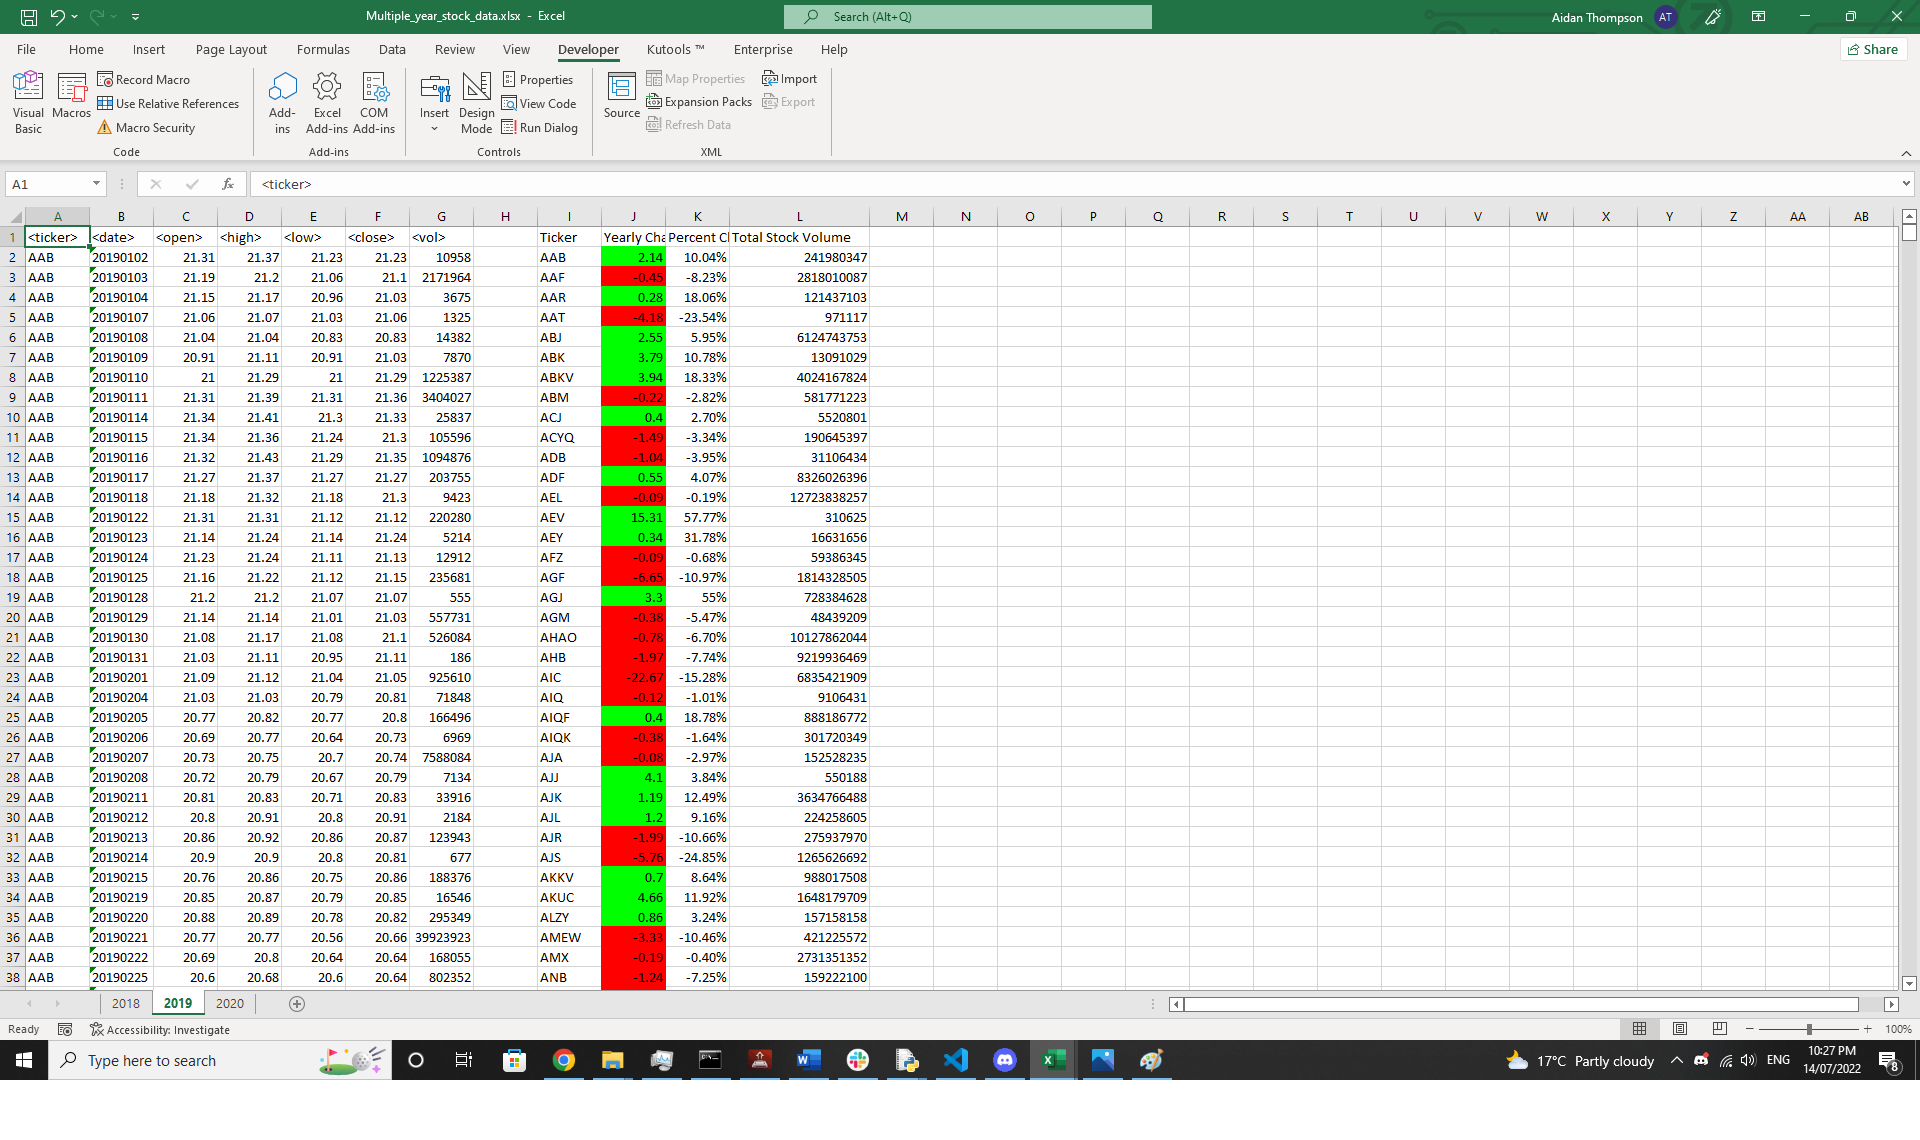 Multiple_year_stock_data.xlsx - Excel
Search (Alt+Q)
Aidan Thompson AT
File Home Insert Page Layout Formulas Data Review View Developer Kutools ™ Enterprise Help Share
Visual Basic
Macros
Record Macro
Use Relative References
Macro Security
Code
Add-ins
Excel Add-ins
COM Add-ins
Add-ins
Insert
Design Mode
Properties
View Code
Run Dialog
Controls
Source
Map Properties
Expansion Packs
Refresh Data
Import
Export
XML
A1 fx <ticker>
A B C D E F G H I J K L M N O P Q R S T U V W X Y Z AA AB
1 <ticker> <date> <open> <high> <low> <close> <vol> Ticker Yearly Cha Percent Cl Total Stock Volume
2 AAB 20190102 21.31 21.37 21.23 21.23 10958 AAB 2.14 10.04% 241980347
3 AAB 20190103 21.19 21.2 21.06 21.1 2171964 AAF -0.45 -8.23% 2818010087
4 AAB 20190104 21.15 21.17 20.96 21.03 3675 AAR 0.28 18.06% 121437103
5 AAB 20190107 21.06 21.07 21.03 21.06 1325 AAT -4.18 -23.54% 971117
6 AAB 20190108 21.04 21.04 20.83 20.83 14382 ABJ 2.55 5.95% 6124743753
7 AAB 20190109 20.91 21.11 20.91 21.03 7870 ABK 3.79 10.78% 13091029
8 AAB 20190110 21 21.29 21 21.29 1225387 ABKV 3.94 18.33% 4024167824
9 AAB 20190111 21.31 21.39 21.31 21.36 3404027 ABM -0.22 -2.82% 581771223
10 AAB 20190114 21.34 21.41 21.3 21.33 25837 ACJ 0.4 2.70% 5520801
11 AAB 20190115 21.34 21.36 21.24 21.3 105596 ACYQ -1.49 -3.34% 190645397
12 AAB 20190116 21.32 21.43 21.29 21.35 1094876 ADB -1.04 -3.95% 31106434
13 AAB 20190117 21.27 21.37 21.27 21.27 203755 ADF 0.55 4.07% 8326026396
14 AAB 20190118 21.18 21.32 21.18 21.3 9423 AEL -0.09 -0.19% 12723838257
15 AAB 20190122 21.31 21.31 21.12 21.12 220280 AEV 15.31 57.77% 310625
16 AAB 20190123 21.14 21.24 21.14 21.24 5214 AEY 0.34 31.78% 16631656
17 AAB 20190124 21.23 21.24 21.11 21.13 12912 AFZ -0.09 -0.68% 59386345
18 AAB 20190125 21.16 21.22 21.12 21.15 235681 AGF -6.65 -10.97% 1814328505
19 AAB 20190128 21.2 21.2 21.07 21.07 555 AGJ 3.3 55% 728384628
20 AAB 20190129 21.14 21.14 21.01 21.03 557731 AGM -0.38 -5.47% 48439209
21 AAB 20190130 21.08 21.17 21.08 21.1 526084 AHAO -0.78 -6.70% 10127862044
22 AAB 20190131 21.03 21.11 20.95 21.11 186 AHB -1.97 -7.74% 9219936469
23 AAB 20190201 21.09 21.12 21.04 21.05 925610 AIC -22.67 -15.28% 6835421909
24 AAB 20190204 21.03 21.03 20.79 20.81 71848 AIQ -0.12 -1.01% 9106431
25 AAB 20190205 20.77 20.82 20.77 20.8 166496 AIQF 0.4 18.78% 888186772
26 AAB 20190206 20.69 20.77 20.64 20.73 6969 AIQK -0.38 -1.64% 301720349
27 AAB 20190207 20.73 20.75 20.7 20.74 7588084 AJA -0.08 -2.97% 152528235
28 AAB 20190208 20.72 20.79 20.67 20.79 7134 AJJ 4.1 3.84% 550188
29 AAB 20190211 20.81 20.83 20.71 20.83 33916 AJK 1.19 12.49% 3634766488
30 AAB 20190212 20.8 20.91 20.8 20.91 2184 AJL 1.2 9.16% 224258605
31 AAB 20190213 20.86 20.92 20.86 20.87 123943 AJR -1.99 -10.66% 275937970
32 AAB 20190214 20.9 20.9 20.8 20.81 677 AJS -5.76 -24.85% 1265626692
33 AAB 20190215 20.76 20.86 20.75 20.86 188376 AKKV 0.7 8.64% 988017508
34 AAB 20190219 20.85 20.87 20.79 20.85 16546 AKUC 4.66 11.92% 1648179709
35 AAB 20190220 20.88 20.89 20.78 20.82 295349 ALZY 0.86 3.24% 157158158
36 AAB 20190221 20.77 20.77 20.56 20.66 39923923 AMEW -3.33 -10.46% 421225572
37 AAB 20190222 20.69 20.8 20.64 20.64 168055 AMX -0.19 -0.40% 2731351352
38 AAB 20190225 20.6 20.68 20.6 20.64 802352 ANB -1.24 -7.25% 159222100
2018 2019 2020
Ready Accessibility: Investigate 100%
Type here to search
17°C Partly cloudy ENG
10:27 PM
14/07/2022
8